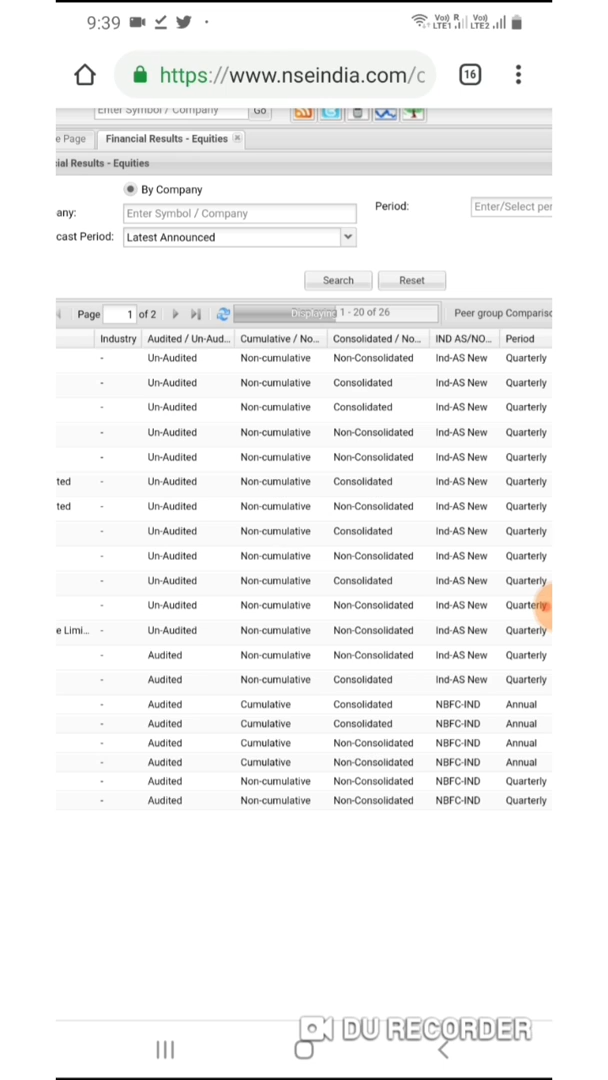 9:39 Vo) R LTE1 Vo) LTE2
https://www.nseindia.com/c 16
Enter Symbol / Company Go
e Page Financial Results - Equities
ial Results - Equities
By Company
any: Enter Symbol / Company Period: Enter/Select per
cast Period: Latest Announced
Search Reset
Page 1 of 2 Displaying 1 - 20 of 26 Peer group Compariso
Industry Audited / Un-Aud... Cumulative / No... Consolidated / No... IND AS/NO... Period
- Un-Audited Non-cumulative Non-Consolidated Ind-AS New Quarterly
- Un-Audited Non-cumulative Consolidated Ind-AS New Quarterly
- Un-Audited Non-cumulative Consolidated Ind-AS New Quarterly
- Un-Audited Non-cumulative Non-Consolidated Ind-AS New Quarterly
- Un-Audited Non-cumulative Non-Consolidated Ind-AS New Quarterly
ted - Un-Audited Non-cumulative Consolidated Ind-AS New Quarterly
ted - Un-Audited Non-cumulative Non-Consolidated Ind-AS New Quarterly
- Un-Audited Non-cumulative Consolidated Ind-AS New Quarterly
- Un-Audited Non-cumulative Non-Consolidated Ind-AS New Quarterly
- Un-Audited Non-cumulative Consolidated Ind-AS New Quarterly
- Un-Audited Non-cumulative Non-Consolidated Ind-AS New Quarterly
e Limi... - Un-Audited Non-cumulative Non-Consolidated Ind-AS New Quarterly
- Audited Non-cumulative Non-Consolidated Ind-AS New Quarterly
- Audited Non-cumulative Consolidated Ind-AS New Quarterly
- Audited Cumulative Consolidated NBFC-IND Annual
- Audited Cumulative Consolidated NBFC-IND Annual
- Audited Cumulative Non-Consolidated NBFC-IND Annual
- Audited Cumulative Non-Consolidated NBFC-IND Annual
- Audited Non-cumulative Non-Consolidated NBFC-IND Quarterly
- Audited Non-cumulative Non-Consolidated NBFC-IND Quarterly
DU RECORDER